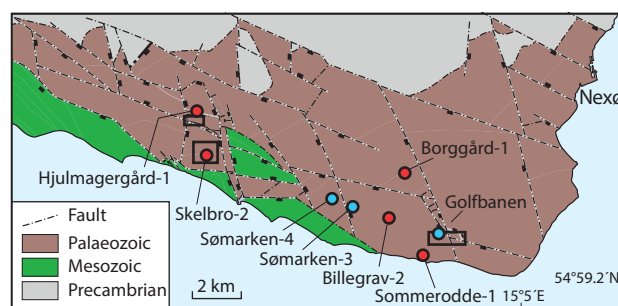 Nexø
Borggård-1
Hjulmagergård-1
Golfbanen
Skelbro-2
Sømarken-4
Sømarken-3
Billegrav-2
Sommerodde-1
Fault
Palaeozoic
Mesozoic
Precambrian
2 km
54°59.2´N
15°5´E